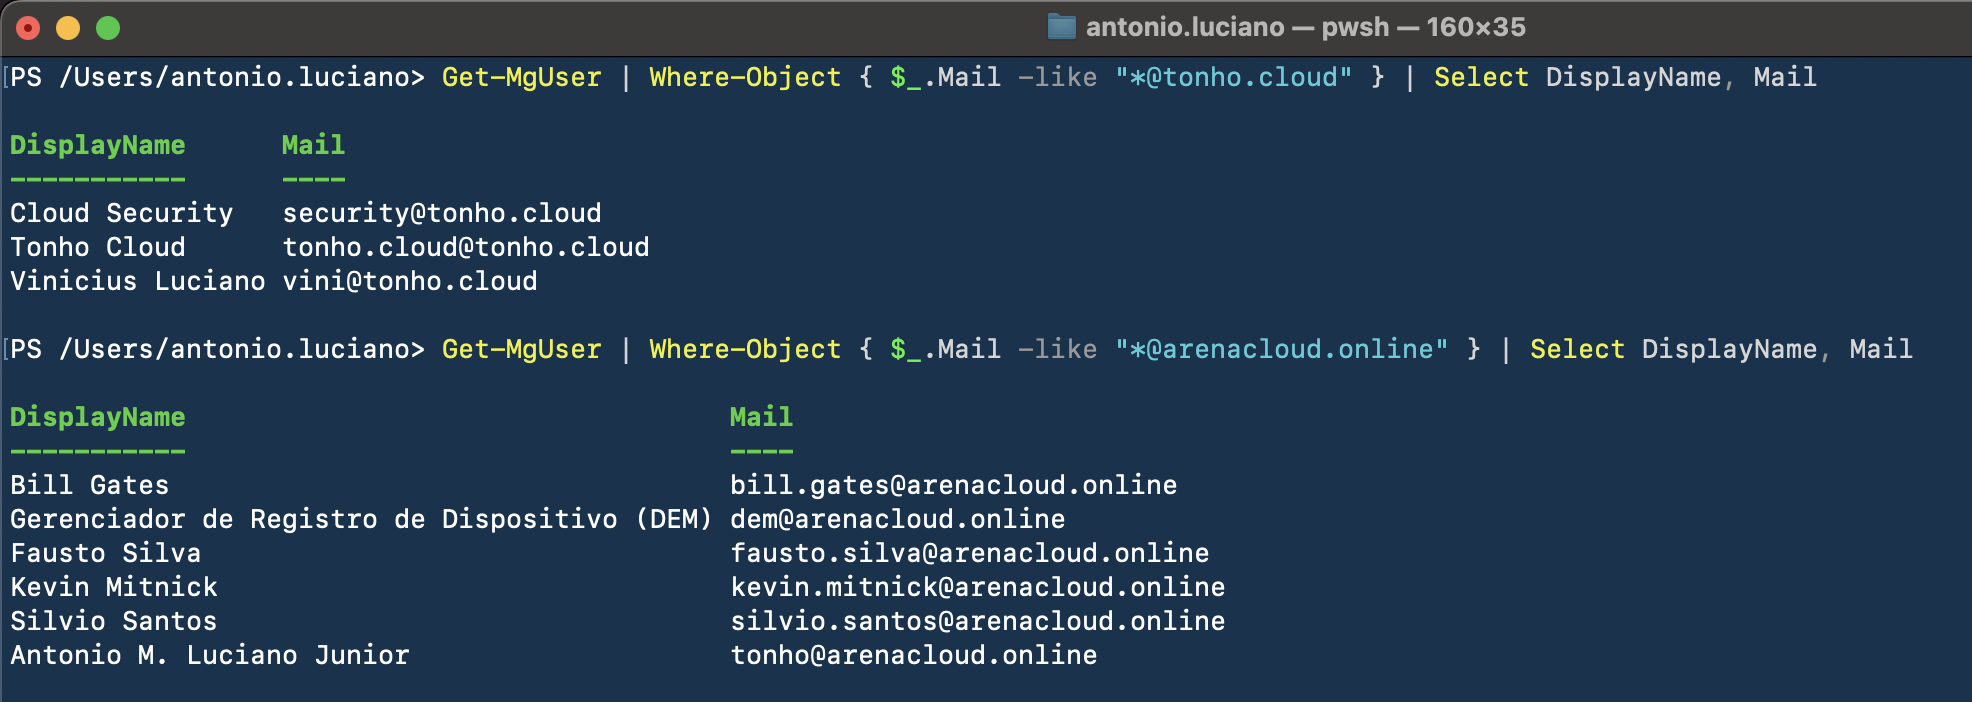 antonio.luciano — pwsh — 160×35
[PS /Users/antonio.luciano> Get-MgUser | Where-Object { $_.Mail -like "*@tonho.cloud" } | Select DisplayName, Mail
DisplayName      Mail
-----------      ----
Cloud Security   security@tonho.cloud
Tonho Cloud      tonho.cloud@tonho.cloud
Vinicius Luciano vini@tonho.cloud
[PS /Users/antonio.luciano> Get-MgUser | Where-Object { $_.Mail -like "*@arenacloud.online" } | Select DisplayName, Mail
DisplayName                                  Mail
-----------                                  ----
Bill Gates                                   bill.gates@arenacloud.online
Gerenciador de Registro de Dispositivo (DEM) dem@arenacloud.online
Fausto Silva                                 fausto.silva@arenacloud.online
Kevin Mitnick                                kevin.mitnick@arenacloud.online
Silvio Santos                                silvio.santos@arenacloud.online
Antonio M. Luciano Junior                    tonho@arenacloud.online